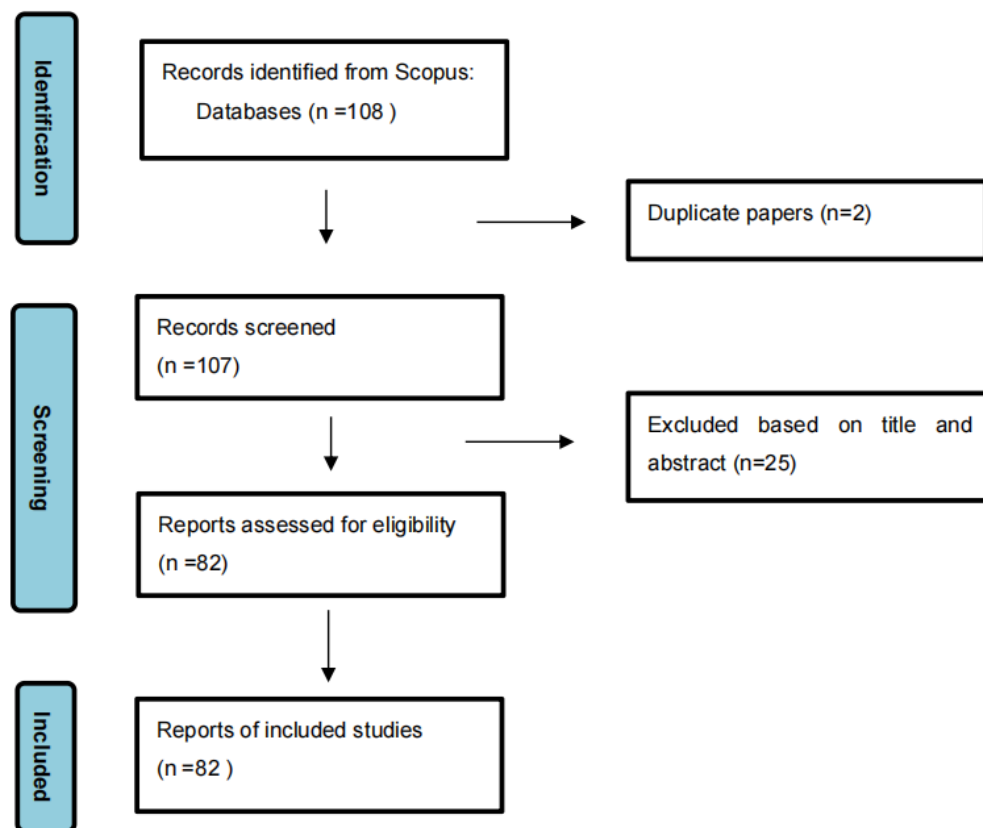 Identification
Records identified from Scopus:
Databases (n =108 )
Duplicate papers (n=2)
Screening
Records screened
(n =107)
Excluded based on title and
abstract (n=25)
Reports assessed for eligibility
(n =82)
Included
Reports of included studies
(n =82 )